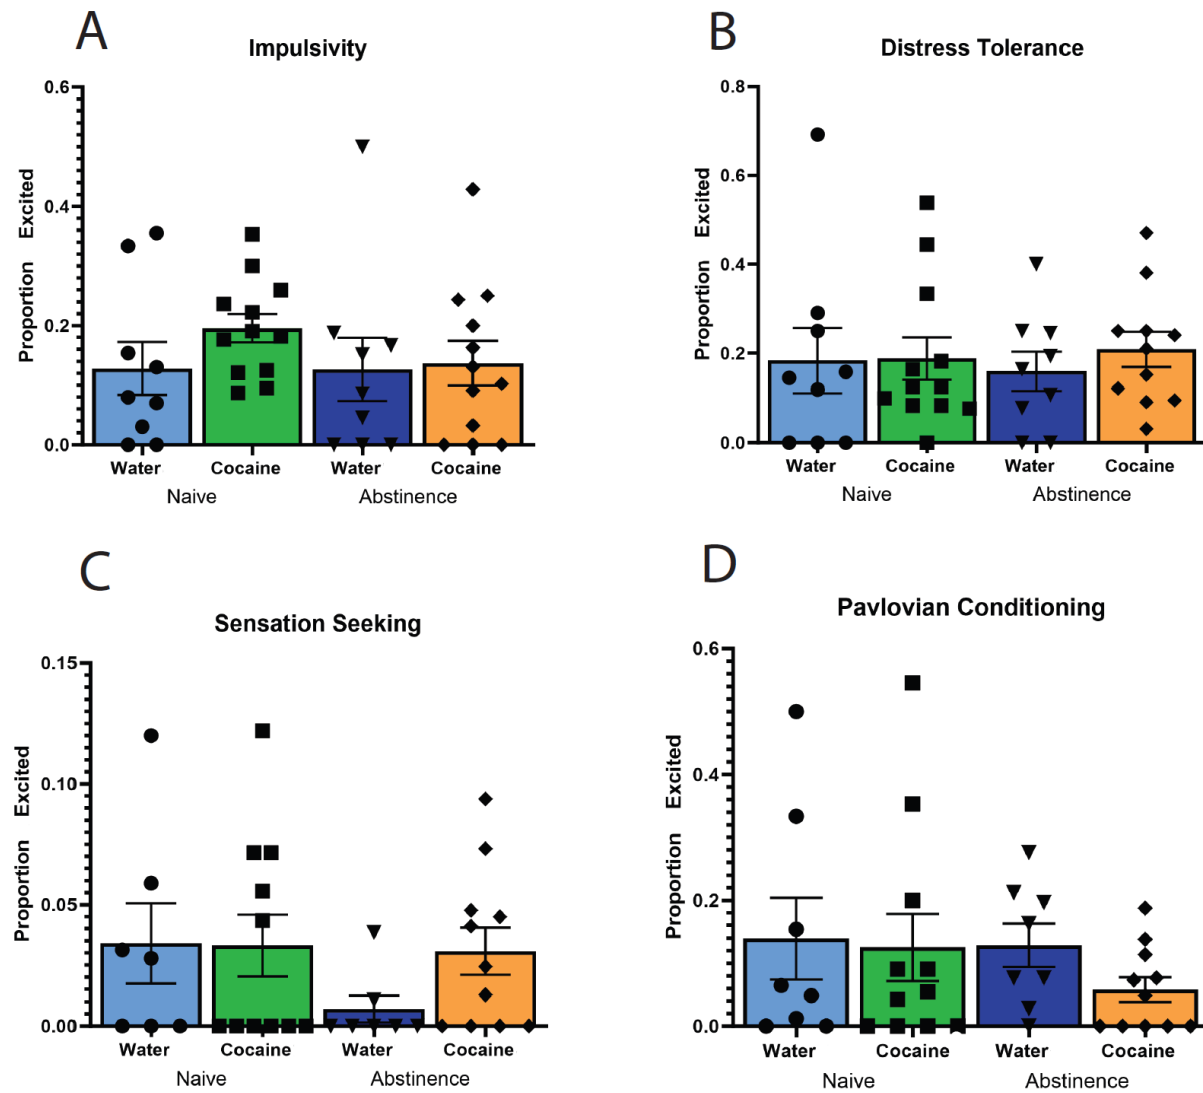 A
Impulsivity
Proportion Excited
0.6
0.4
0.2
0.0
Water Cocaine Water Cocaine
Naive Abstinence
B
Distress Tolerance
Proportion Excited
0.8
0.6
0.4
0.2
0.0
Water Cocaine Water Cocaine
Naive Abstinence
C
Sensation Seeking
Proportion Excited
0.15
0.10
0.05
0.00
Water Cocaine Water Cocaine
Naive Abstinence
D
Pavlovian Conditioning
Proportion Excited
0.6
0.4
0.2
0.0
Water Cocaine Water Cocaine
Naive Abstinence